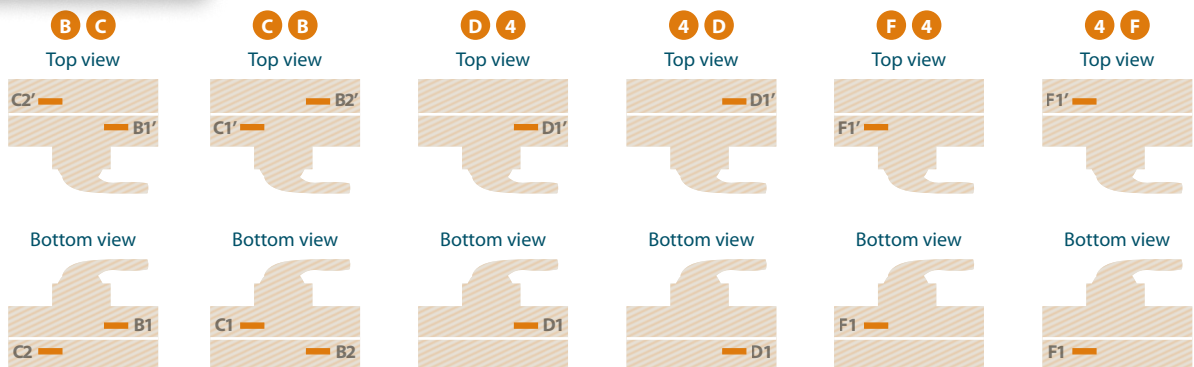 B C C B D 4 4 D F 4 4 F
Top view Top view Top view Top view Top view Top view
C2’ B2’ D1’ F1’
B1’ C1’ D1’ F1’
Bottom view Bottom view Bottom view Bottom view Bottom view Bottom view
B1 C1 D1 F1
C2 B2 D1 F1